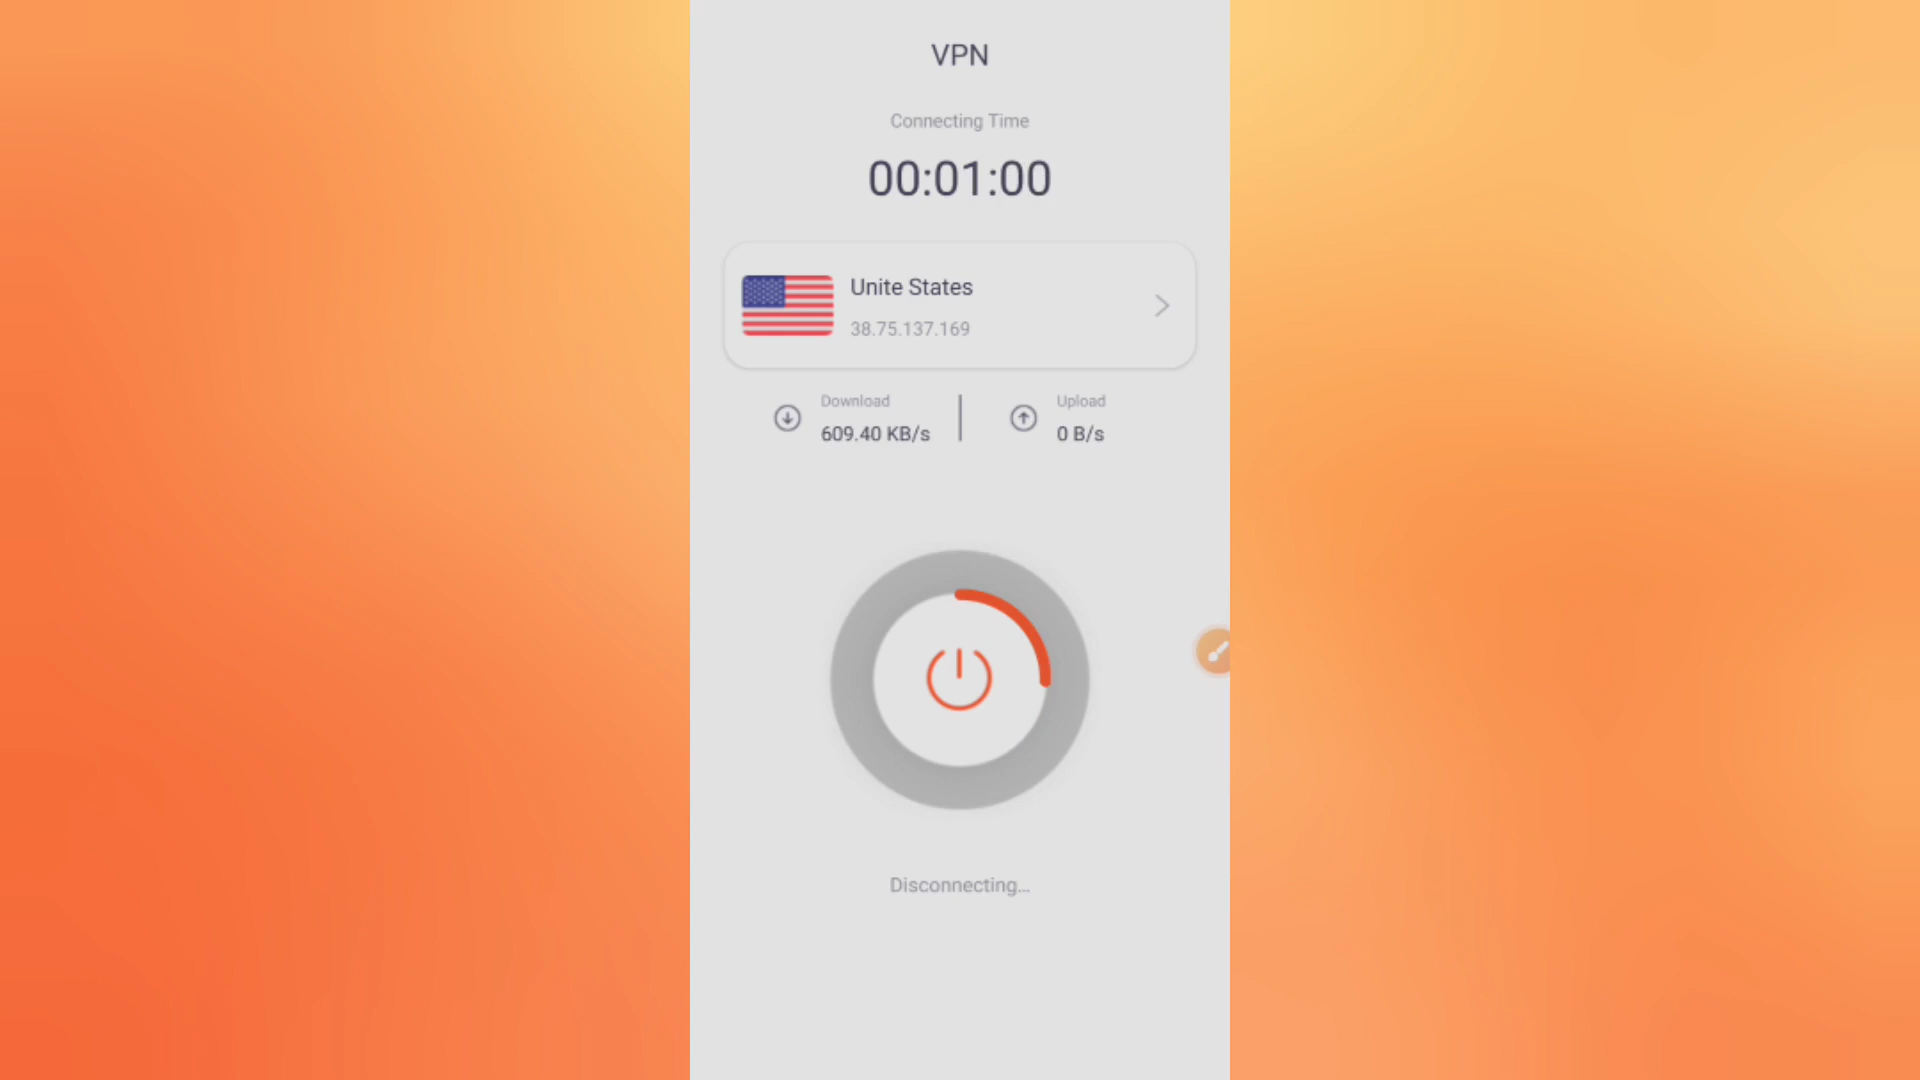 VPN
Connecting Time
00:01:00
Unite States
38.75.137.169
Download
609.40 KB/s
Upload
0 B/s
Disconnecting...